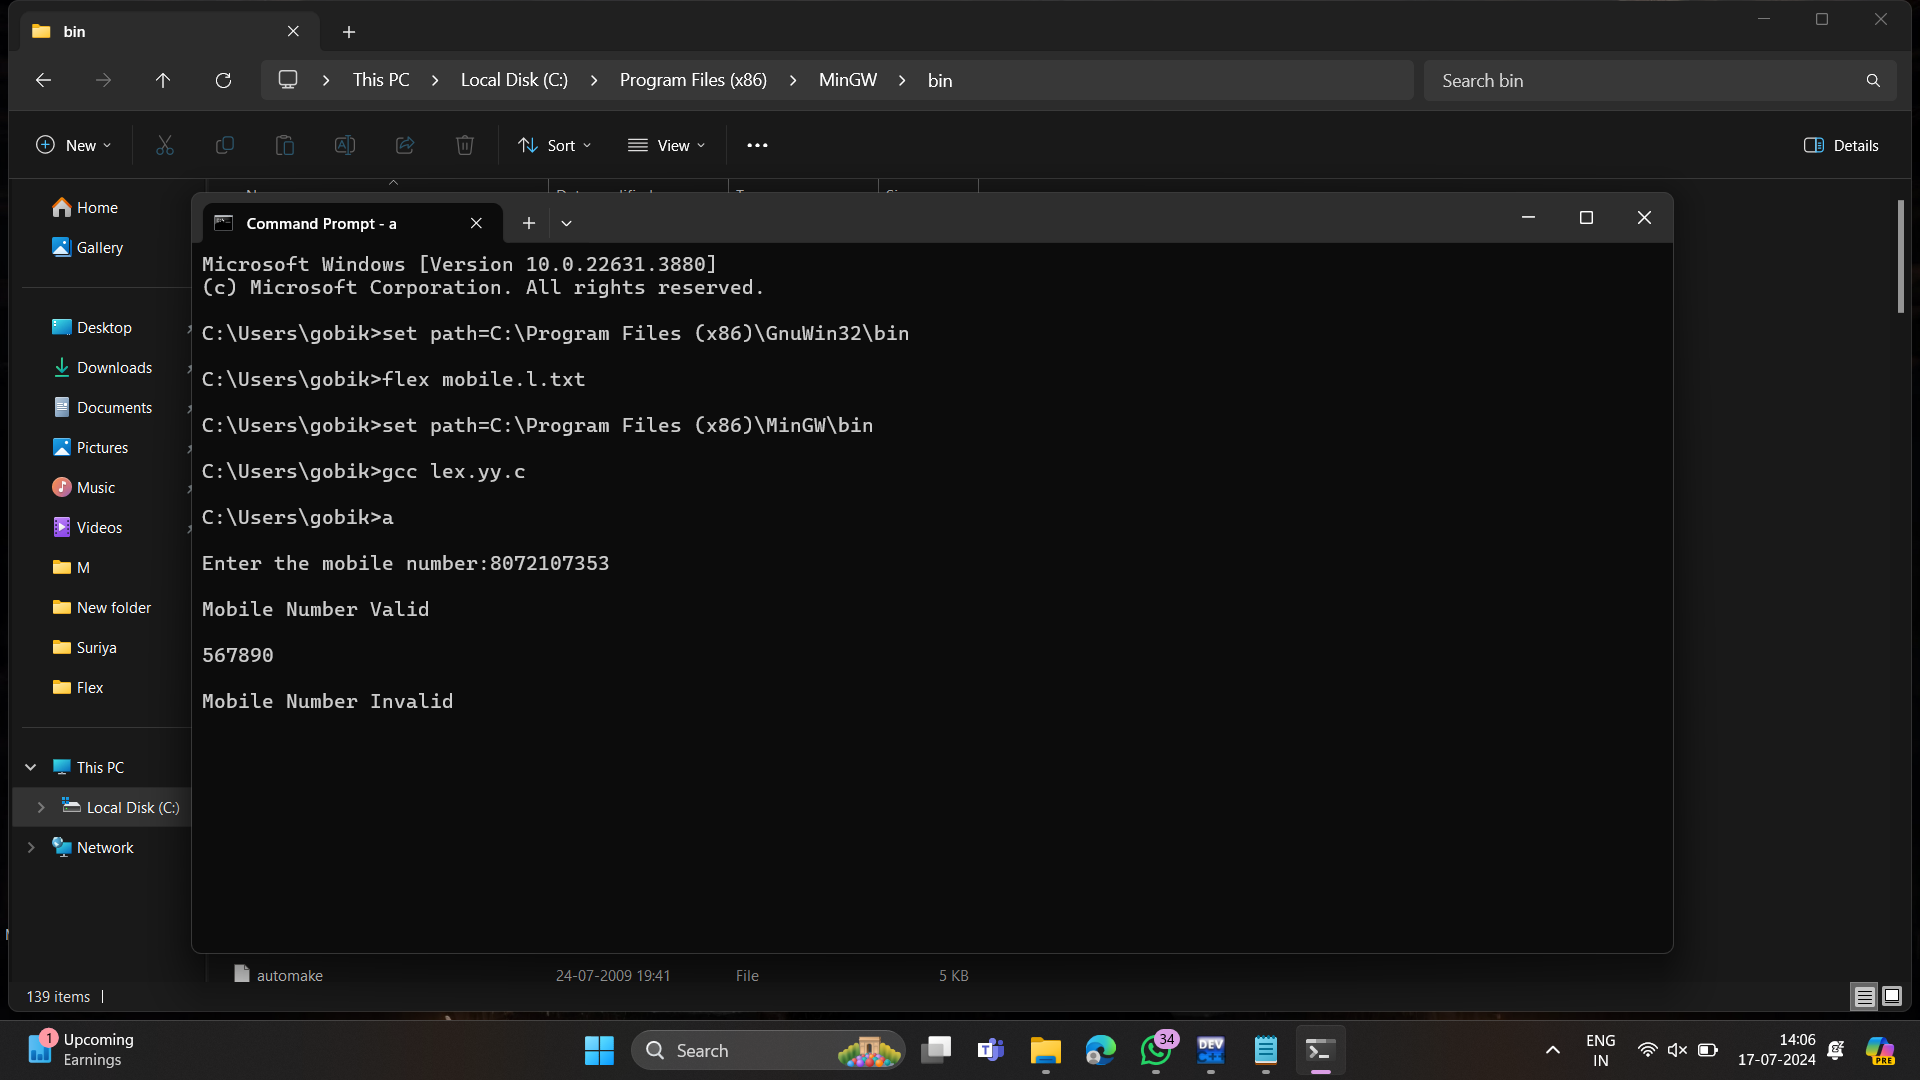 bin
This PC
Local Disk (C:)
Program Files (x86)
MinGW
bin
Search bin
New
Sort
View
Details
Home
Gallery
Desktop
Downloads
Documents
Pictures
Music
Videos
M
New folder
Suriya
Flex
This PC
Local Disk (C:)
Network
Command Prompt - a
Microsoft Windows [Version 10.0.22631.3880]
(c) Microsoft Corporation. All rights reserved.
C:\Users\gobik>set path=C:\Program Files (x86)\GnuWin32\bin
C:\Users\gobik>flex mobile.l.txt
C:\Users\gobik>set path=C:\Program Files (x86)\MinGW\bin
C:\Users\gobik>gcc lex.yy.c
C:\Users\gobik>a
Enter the mobile number:8072107353
Mobile Number Valid
567890
Mobile Number Invalid
automake 24-07-2009 19:41 File 5 KB
139 items
1
Upcoming
Earnings
Search
34
DEV
ENG
IN
14:06
17-07-2024
PRE